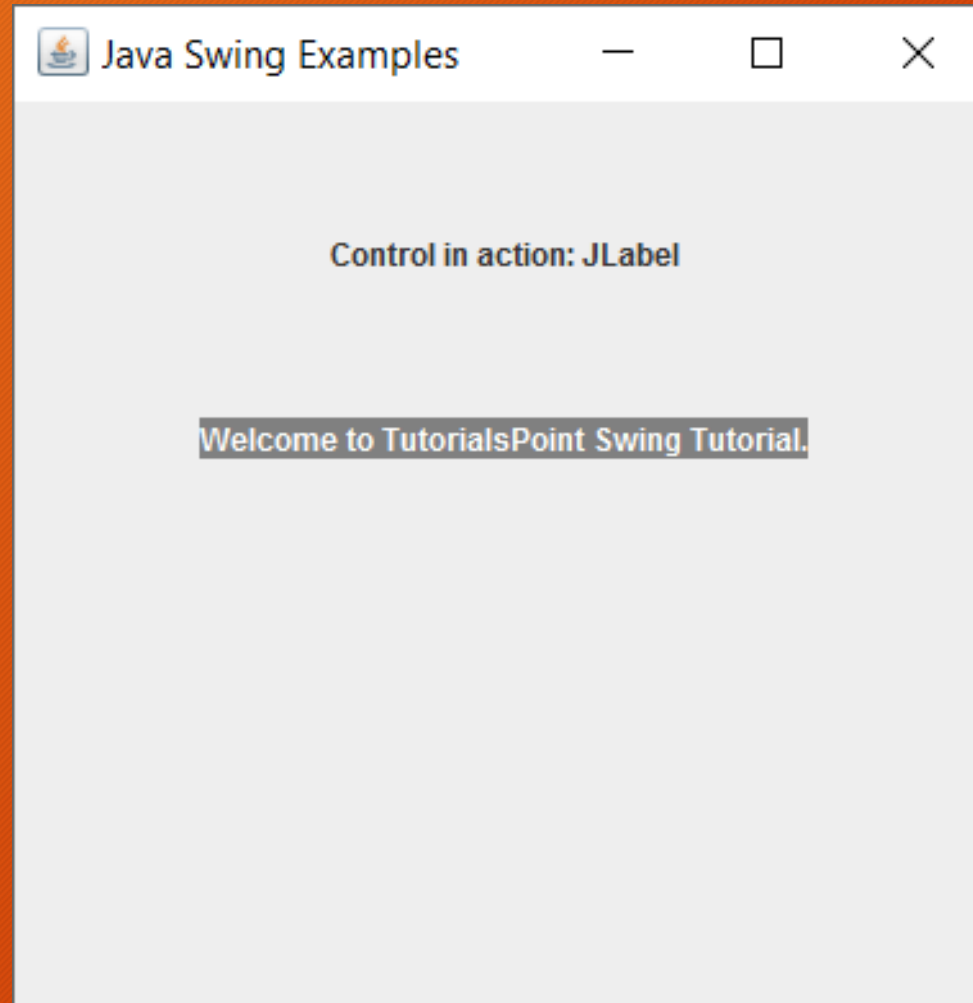 Java Swing Examples
Control in action: JLabel
Welcome to TutorialsPoint Swing Tutorial.